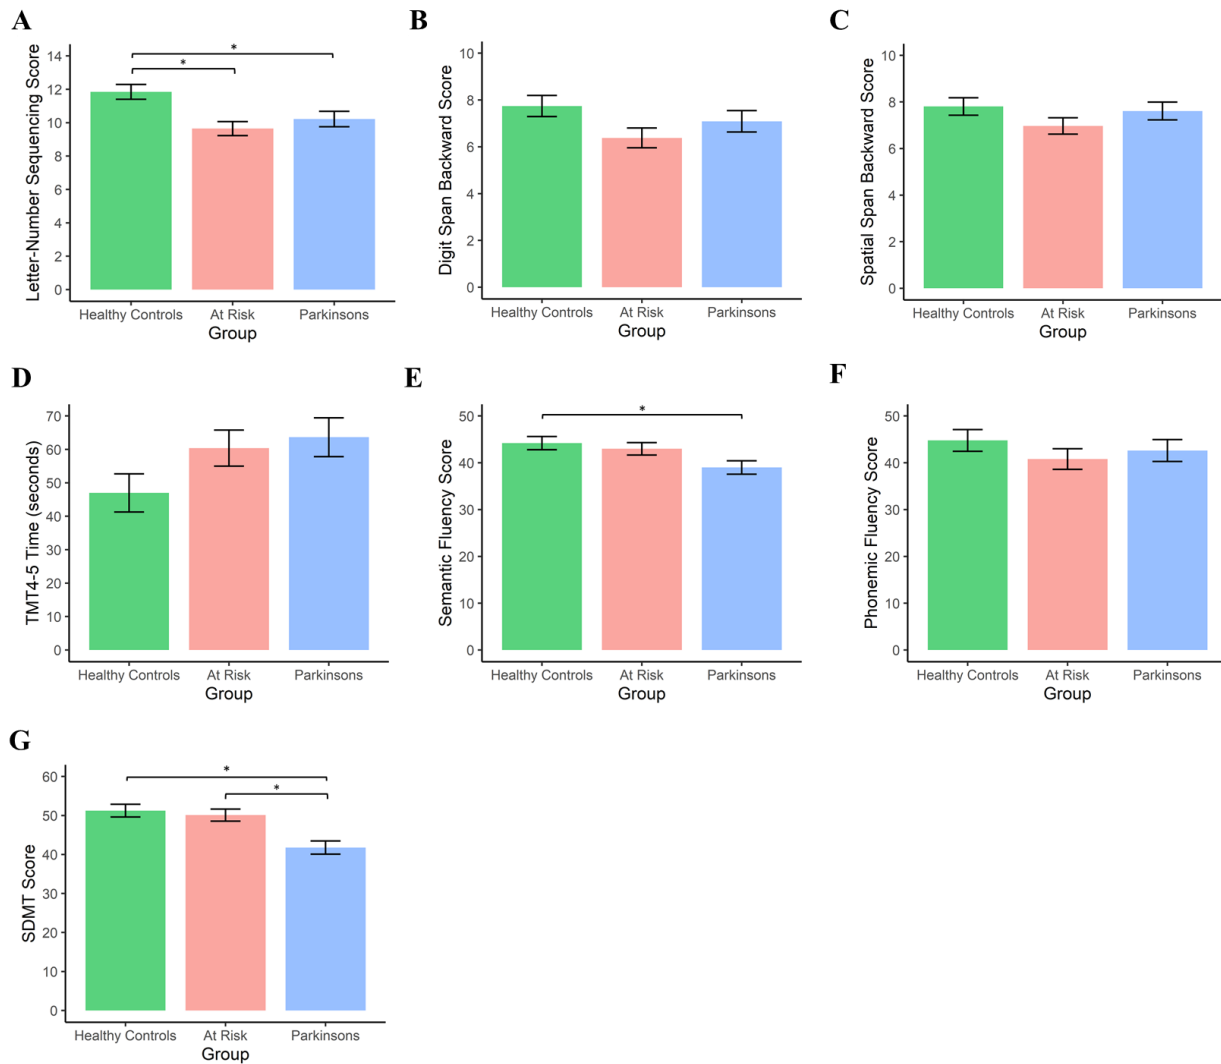 A
Letter-Number Sequencing Score
14
12
10
8
6
4
2
0
*
*
Healthy Controls At Risk Parkinsons
Group
B
Digit Span Backward Score
10
8
6
4
2
0
Healthy Controls At Risk Parkinsons
Group
C
Spatial Span Backward Score
10
8
6
4
2
0
Healthy Controls At Risk Parkinsons
Group
D
TMT4-5 Time (seconds)
70
60
50
40
30
20
10
0
Healthy Controls At Risk Parkinsons
Group
E
Semantic Fluency Score
50
40
30
20
10
0
*
Healthy Controls At Risk Parkinsons
Group
F
Phonemic Fluency Score
50
40
30
20
10
0
Healthy Controls At Risk Parkinsons
Group
G
SDMT Score
60
50
40
30
20
10
0
*
*
Healthy Controls At Risk Parkinsons
Group